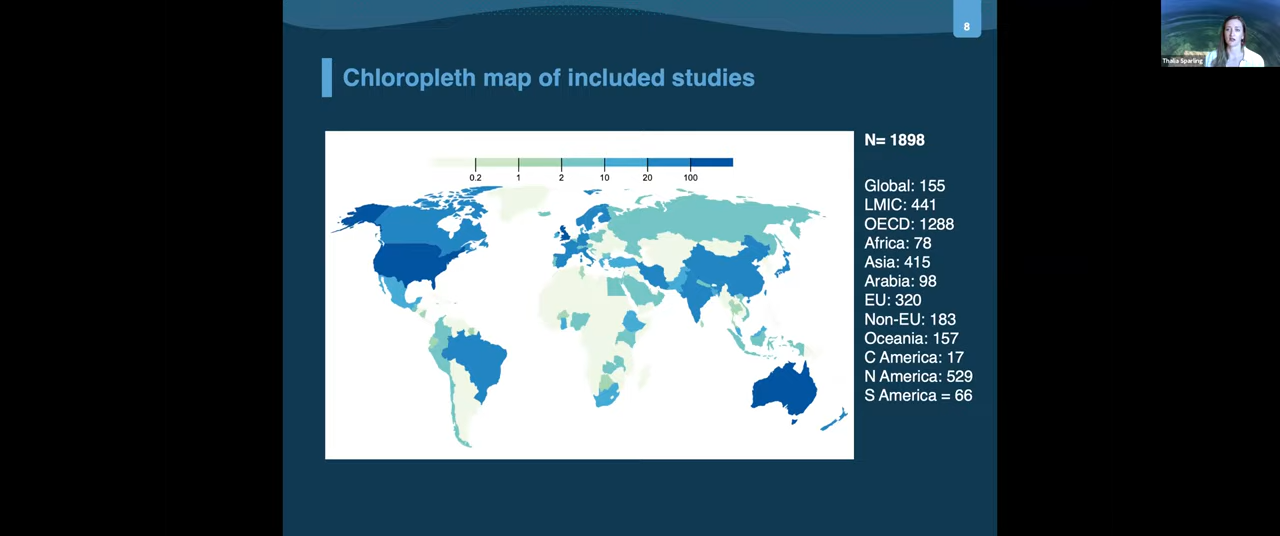 8
Thalia Sparling
Chloropleth map of included studies
0.2 1 2 10 20 100
N= 1898
Global: 155
LMIC: 441
OECD: 1288
Africa: 78
Asia: 415
Arabia: 98
EU: 320
Non-EU: 183
Oceania: 157
C America: 17
N America: 529
S America = 66